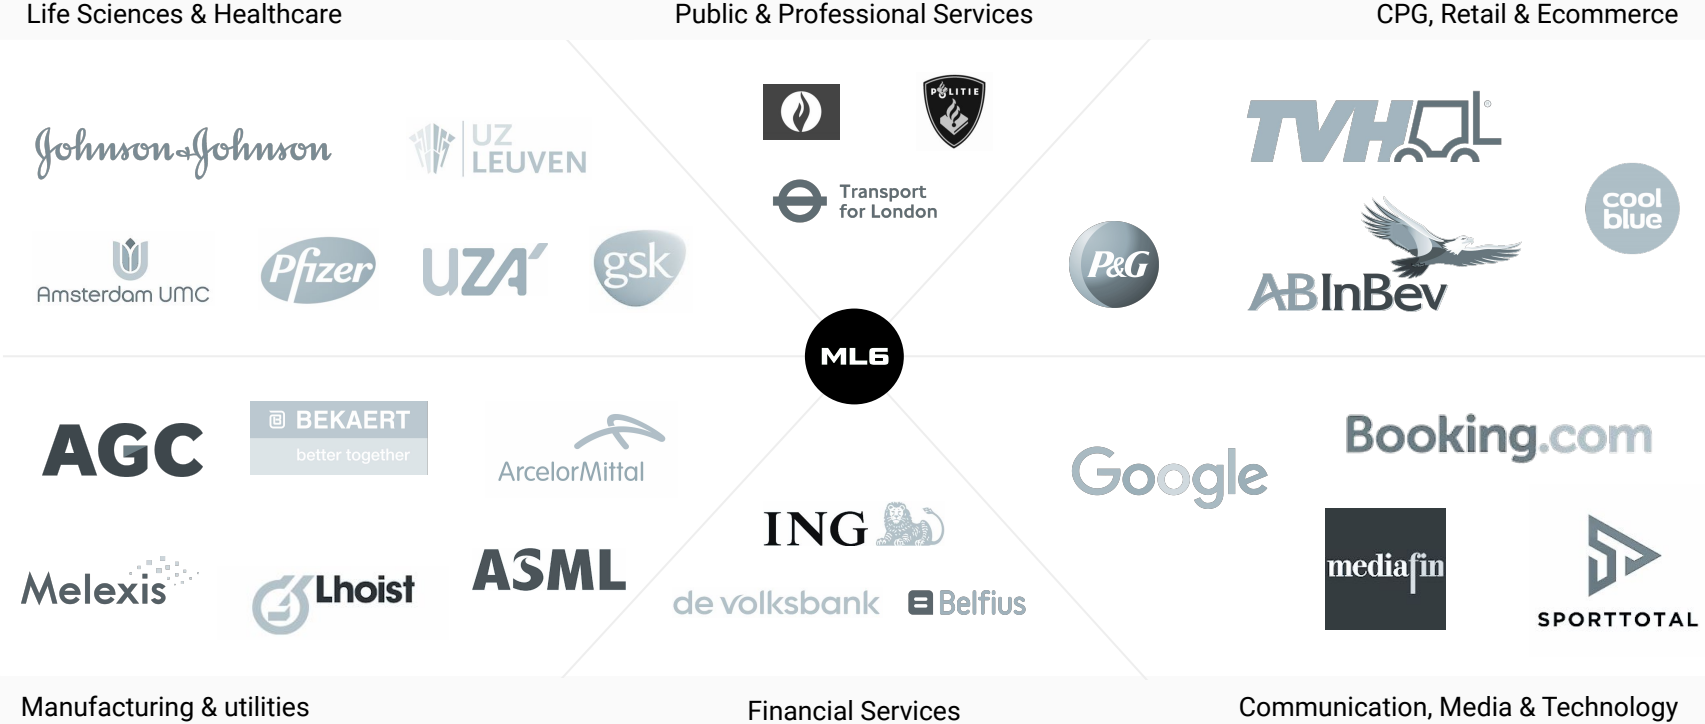 Life Sciences & Healthcare
Public & Professional Services
CPG, Retail & Ecommerce
Johnson&Johnson
UZ
LEUVEN
Amsterdam UMC
Pfizer
UZA'
gsk
POLITIE
Transport
for London
TVH
®
cool
blue
P&G
ABInBev
ML6
AGC
BEKAERT
better together
ArcelorMittal
Melexis
Lhoist
ASML
ING
de volksbank
Belfius
Google
Booking.com
mediafin
SPORTTOTAL
Manufacturing & utilities
Financial Services
Communication, Media & Technology